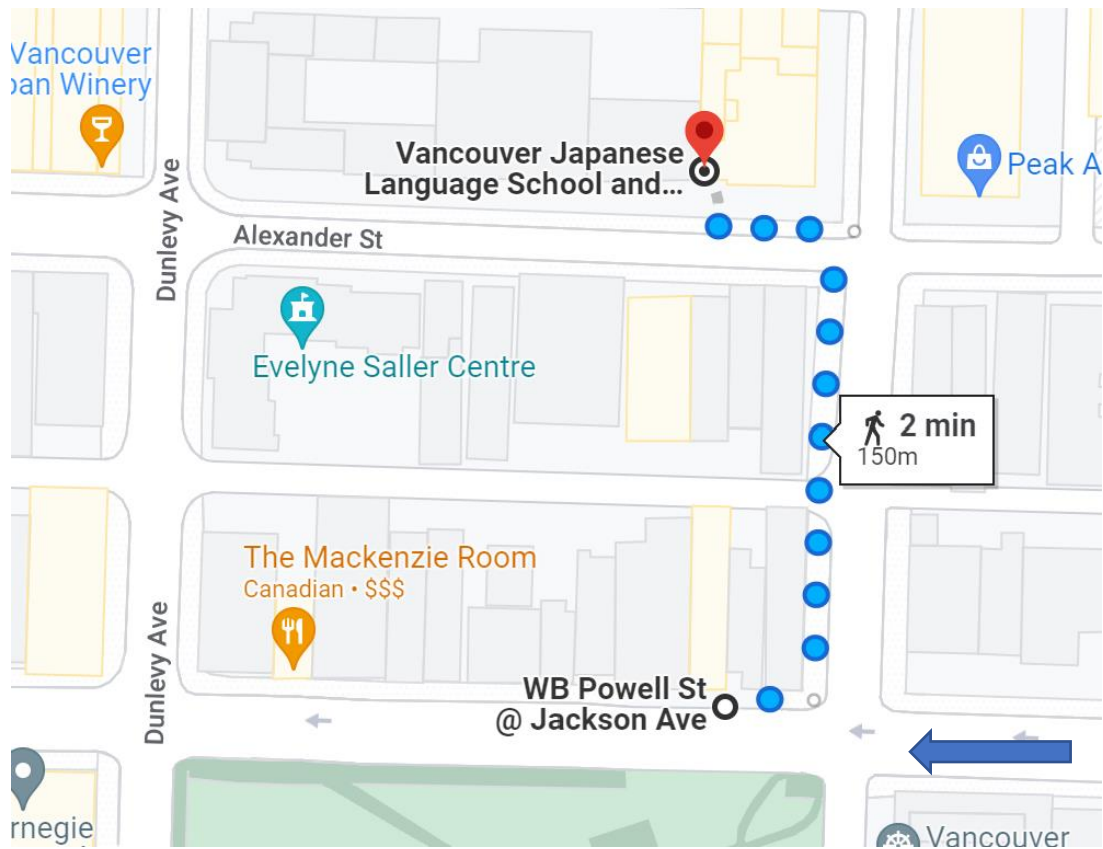 Vancouver
ban Winery
Dunlevy Ave
Vancouver Japanese
Language School and...
Peak A
Alexander St
Evelyne Saller Centre
2 min
150m
The Mackenzie Room
Canadian • $$$
Dunlevy Ave
WB Powell St
@ Jackson Ave
rnegie
Vancouver